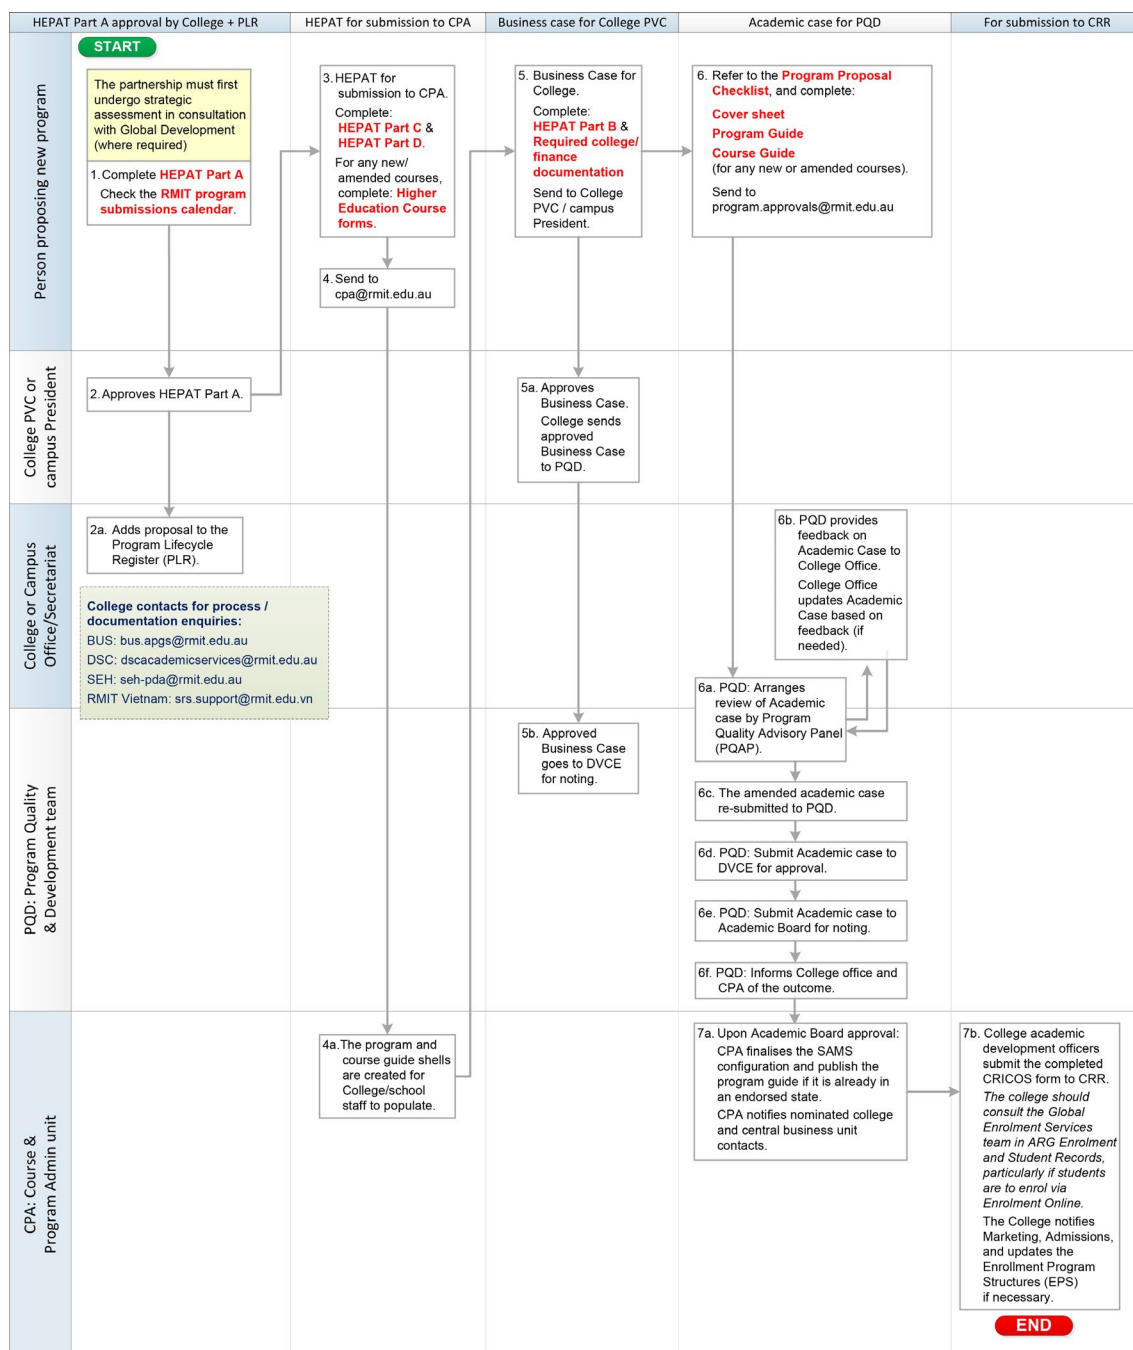 HEPAT Part A approval by College + PLR
HEPAT for submission to CPA
Business case for College PVC
Academic case for PQD
For submission to CRR
Person proposing new program
START
The partnership must first
undergo strategic
assessment in consultation
with Global Development
(where required)
1. Complete HEPAT Part A
Check the RMIT program
submissions calendar.
3. HEPAT for
submission to CPA.
Complete:
HEPAT Part C &
HEPAT Part D.
For any new/
amended courses,
complete: Higher
Education Course
forms.
4. Send to
cpa@rmit.edu.au
5. Business Case for
College.
Complete:
HEPAT Part B &
Required college/
finance
documentation
Send to College
PVC / campus
President.
6. Refer to the Program Proposal
Checklist, and complete:
Cover sheet
Program Guide
Course Guide
(for any new or amended courses).
Send to
program.approvals@rmit.edu.au
College PVC or
campus President
2. Approves HEPAT Part A.
5a. Approves
Business Case.
College sends
approved
Business Case
to PQD.
College or Campus
Office/Secretariat
2a. Adds proposal to the
Program Lifecycle
Register (PLR).
College contacts for process /
documentation enquiries:
BUS: bus.apgs@rmit.edu.au
DSC: dscacademicservices@rmit.edu.au
SEH: seh-pda@rmit.edu.au
RMIT Vietnam: srs.support@rmit.edu.vn
6b. PQD provides
feedback on
Academic Case to
College Office.
College Office
updates Academic
Case based on
feedback (if
needed).
6a. PQD: Arranges
review of Academic
case by Program
Quality Advisory Panel
(PQAP).
PQD: Program Quality
& Development team
5b. Approved
Business Case
goes to DVCE
for noting.
6c. The amended academic case
re-submitted to PQD.
6d. PQD: Submit Academic case to
DVCE for approval.
6e. PQD: Submit Academic case to
Academic Board for noting.
6f. PQD: Informs College office and
CPA of the outcome.
CPA: Course &
Program Admin unit
4a. The program and
course guide shells
are created for
College/school
staff to populate.
7a. Upon Academic Board approval:
CPA finalises the SAMS
configuration and publish the
program guide if it is already in
an endorsed state.
CPA notifies nominated college
and central business unit
contacts.
7b. College academic
development officers
submit the completed
CRICOS form to CRR.
The college should
consult the Global
Enrolment Services
team in ARG Enrolment
and Student Records,
particularly if students
are to enrol via
Enrolment Online.
The College notifies
Marketing, Admissions,
and updates the
Enrollment Program
Structures (EPS)
if necessary.
END